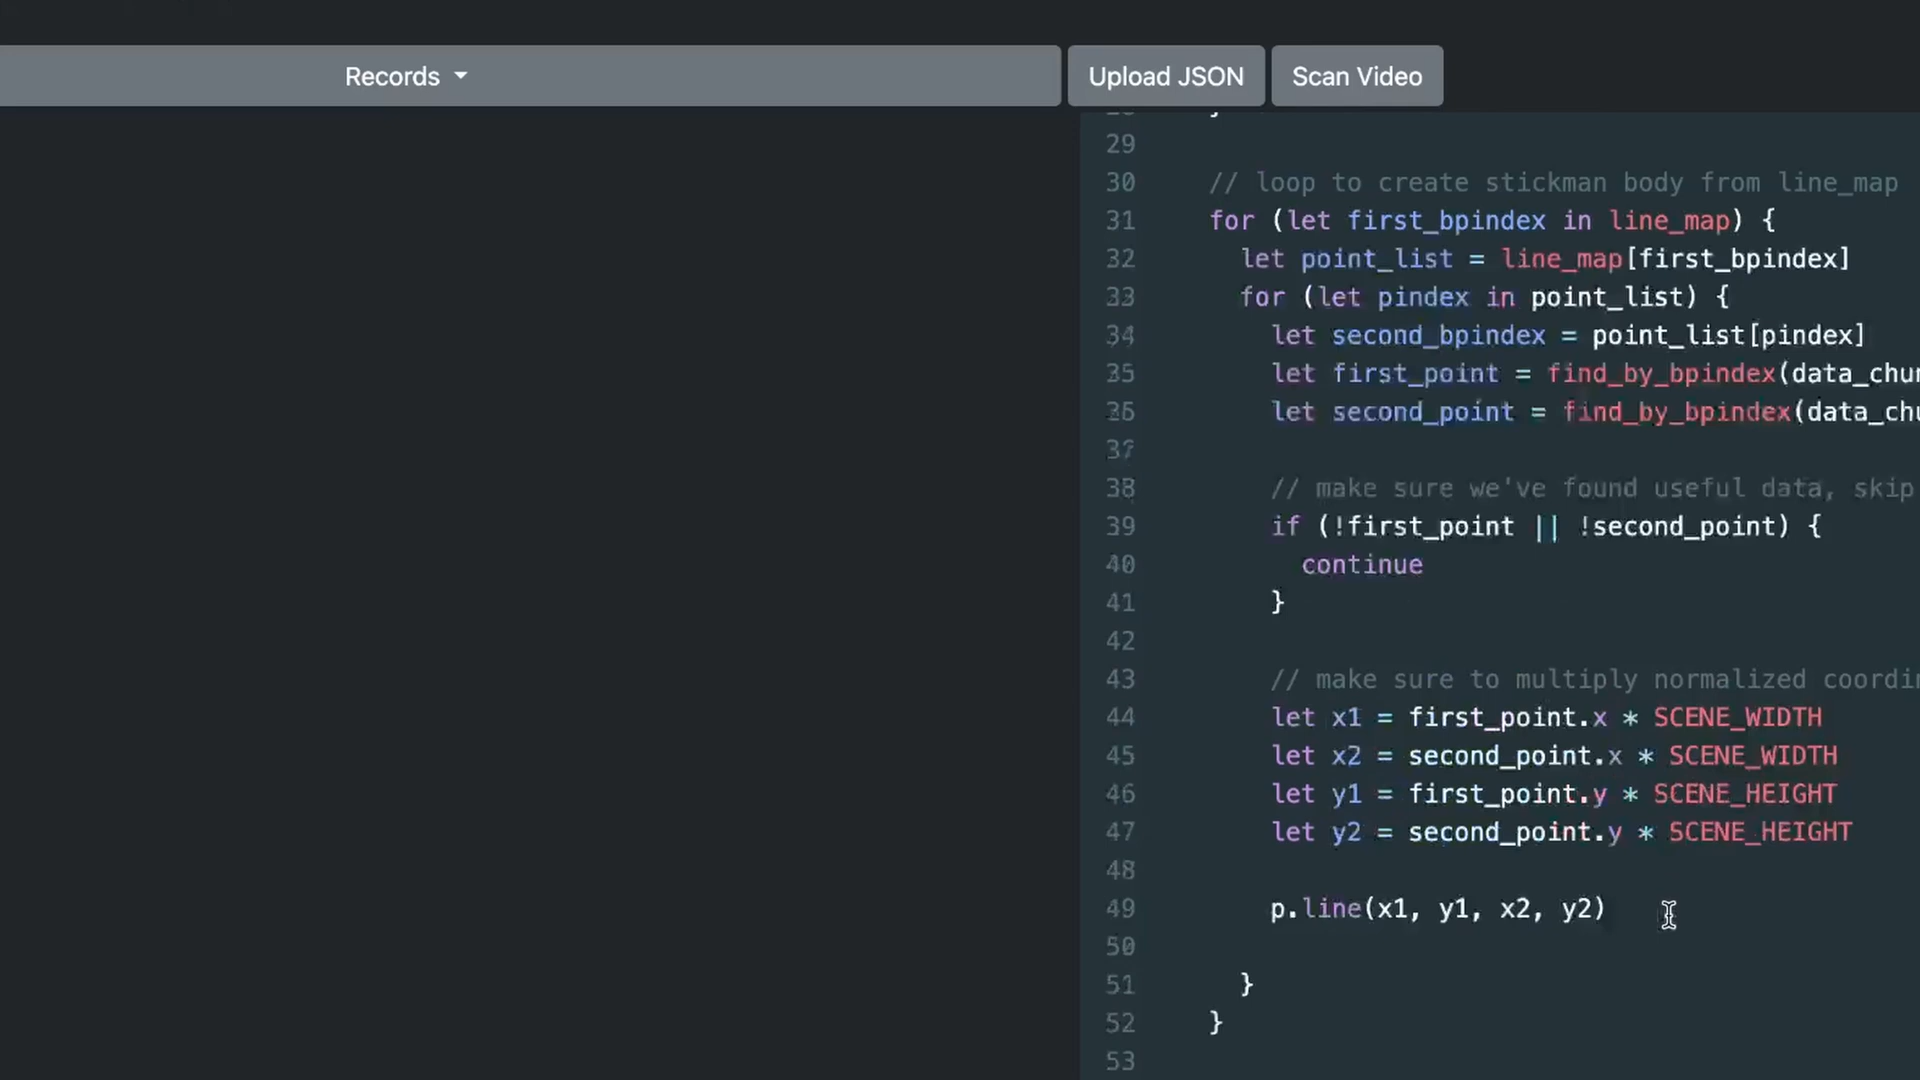 Records
Upload JSON
Scan Video
29
30 // loop to create stickman body from line_map
31 for (let first_bpindex in line_map) {
32 let point_list = line_map[first_bpindex]
33 for (let pindex in point_list) {
34 let second_bpindex = point_list[pindex]
35 let first_point = find_by_bpindex(data_chu
36 let second_point = find_by_bpindex(data_chu
37
38 // make sure we've found useful data, skip
39 if (!first_point || !second_point) {
40 continue
41 }
42
43 // make sure to multiply normalized coordi
44 let x1 = first_point.x * SCENE_WIDTH
45 let x2 = second_point.x * SCENE_WIDTH
46 let y1 = first_point.y * SCENE_HEIGHT
47 let y2 = second_point.y * SCENE_HEIGHT
48
49 p.line(x1, y1, x2, y2)
50
51 }
52 }
53